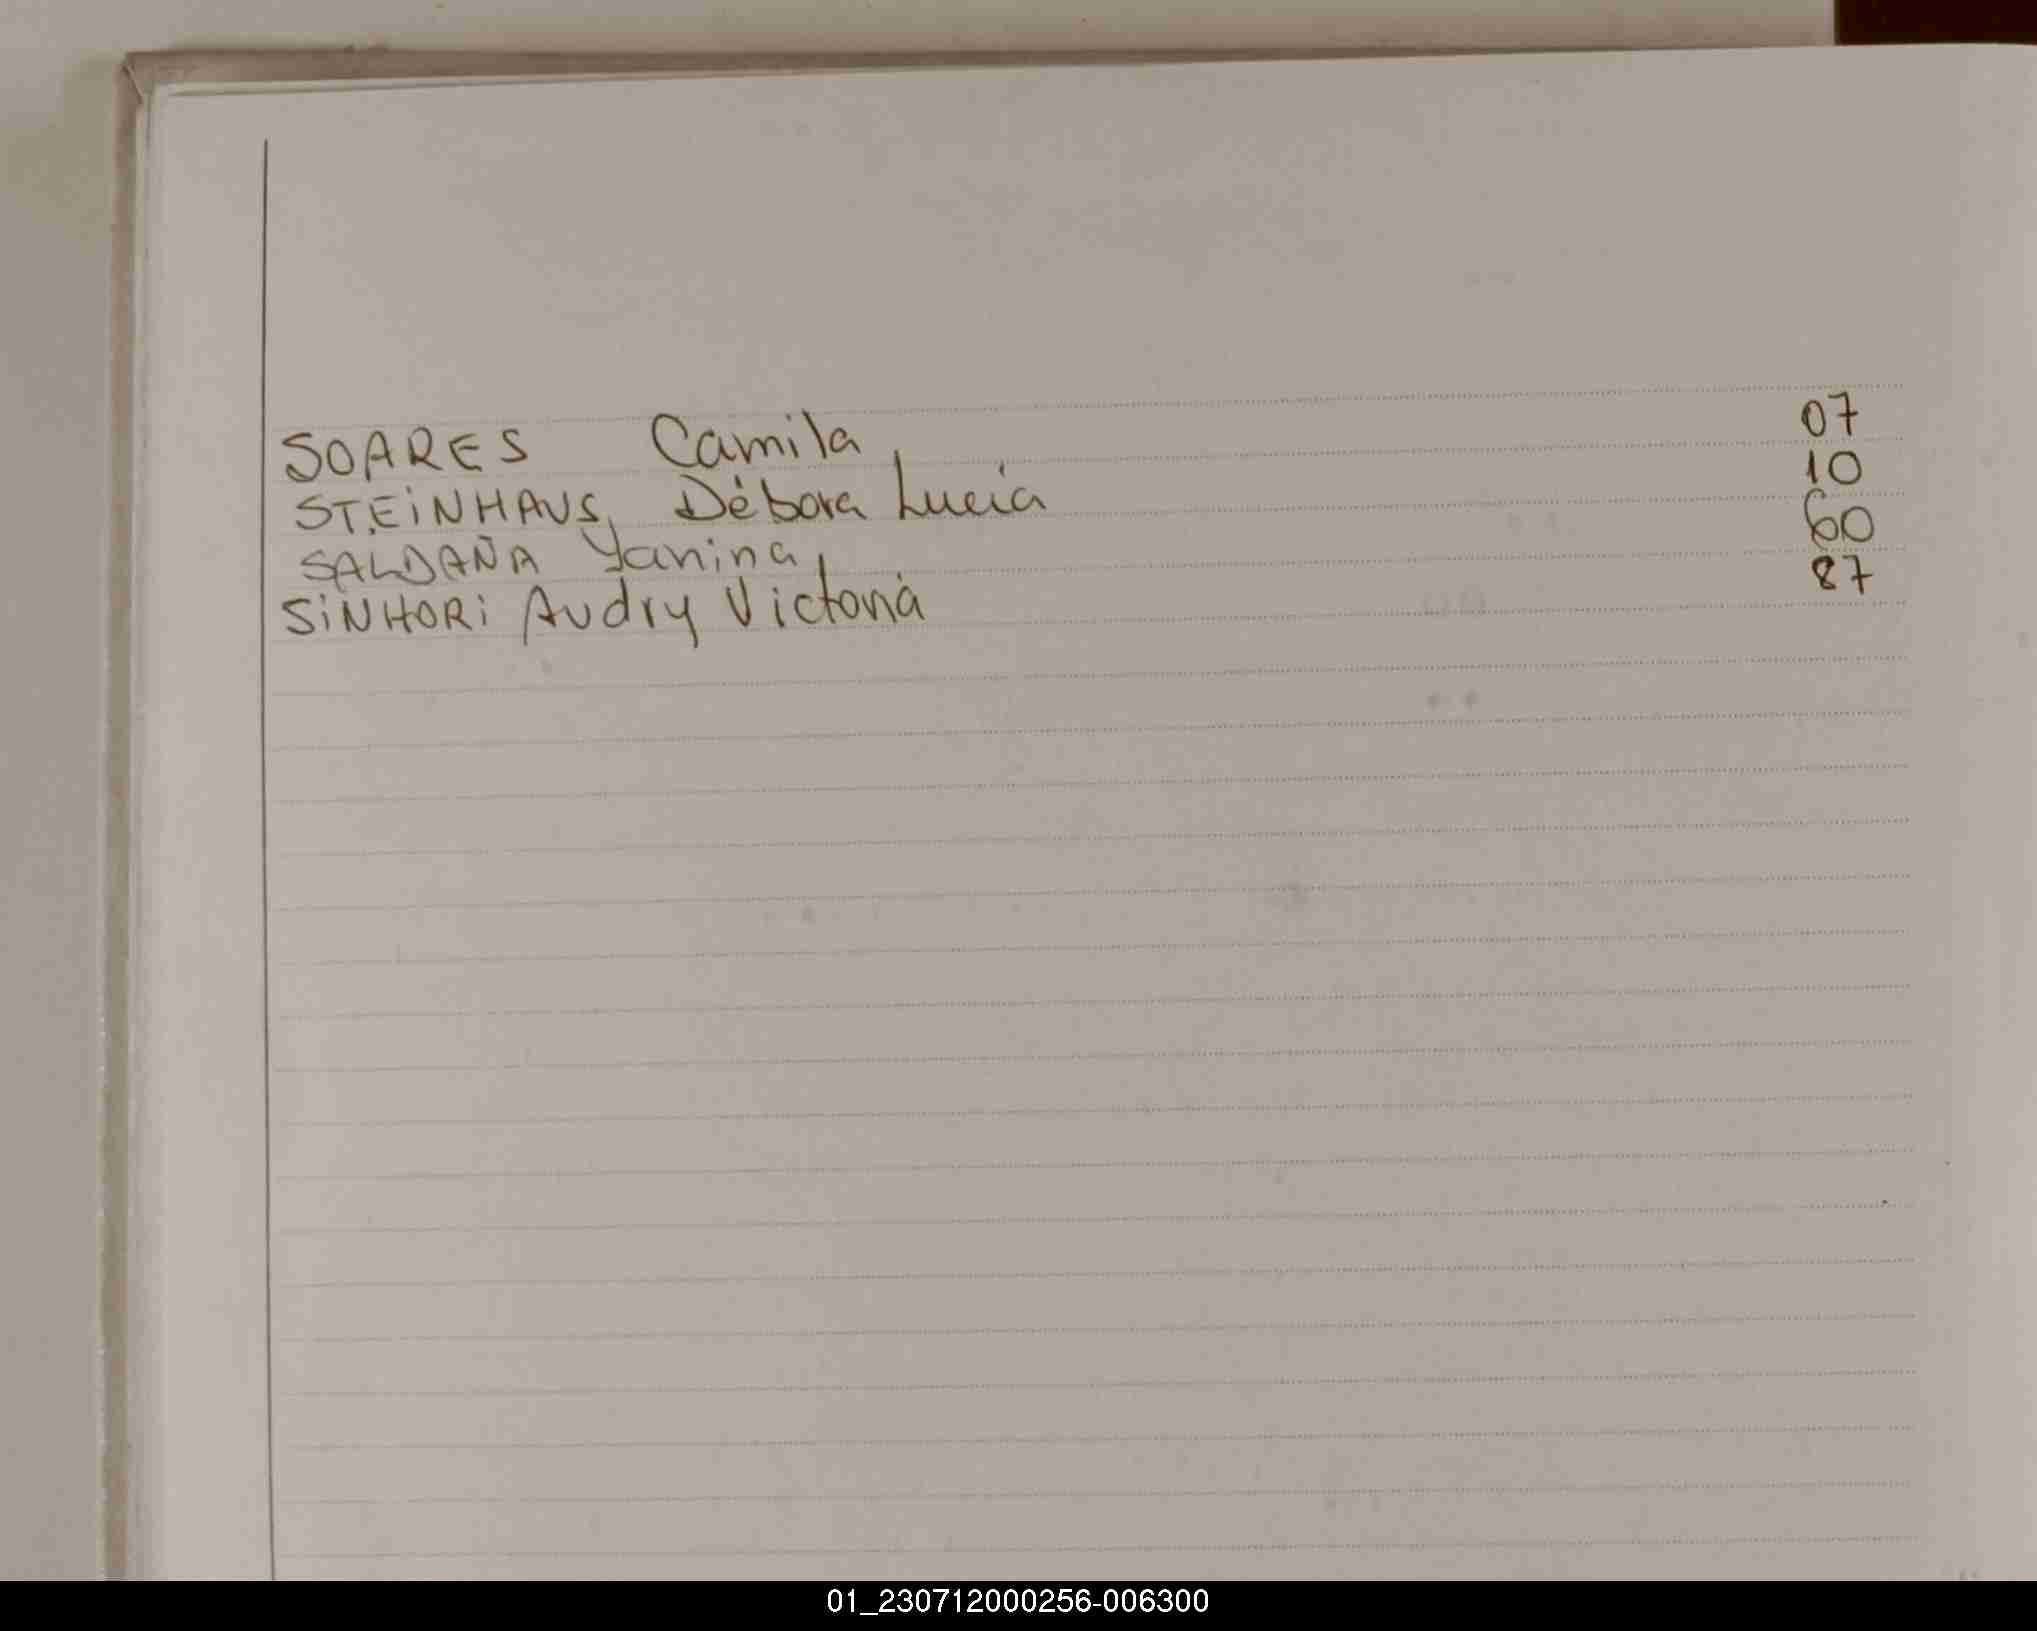 SOARES Camila 07
STEINHAUS, Débora Lucia 10
SALDAÑA Yanina 60
SINHORI Audry Victoria 87
01_230712000256-006300